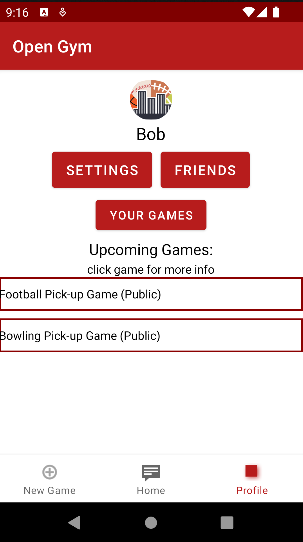 9:16
Open Gym
Bob
SETTINGS FRIENDS
YOUR GAMES
Upcoming Games:
click game for more info
Football Pick-up Game (Public)
Bowling Pick-up Game (Public)
New Game Home Profile